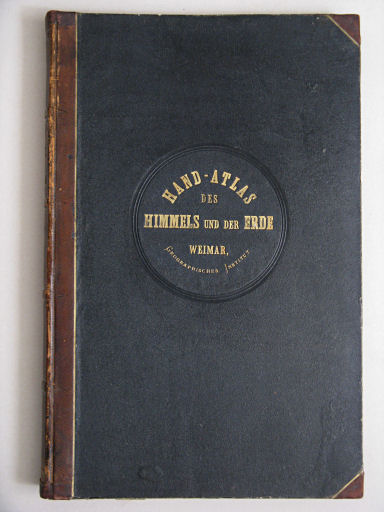 HAND-ATLAS
DES
HIMMELS UND DER ERDE
WEIMAR,
GEOGRAPHISCHES INSTITUT